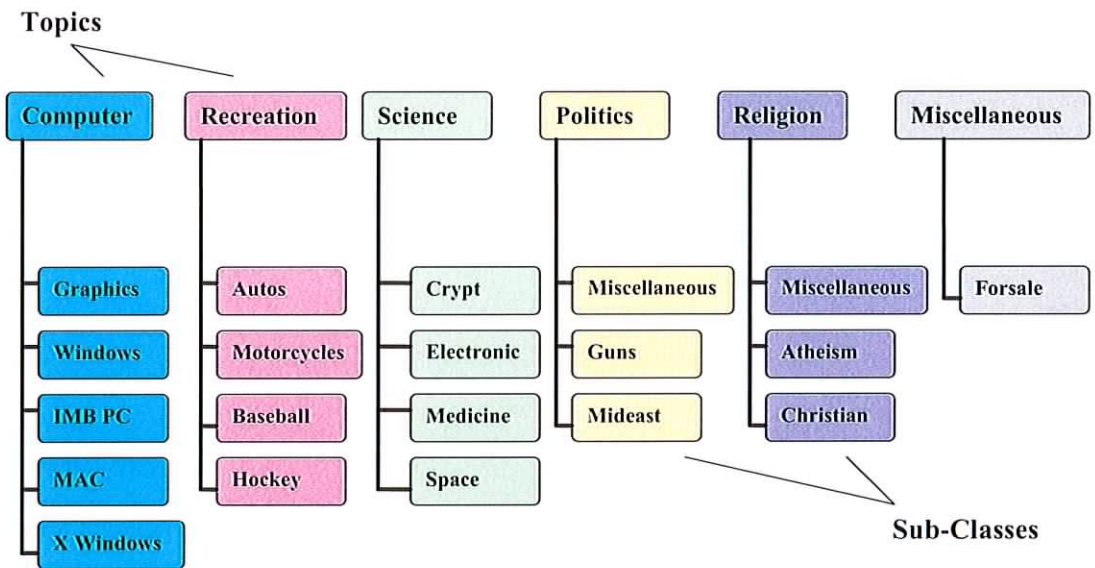 Topics
Computer
Recreation
Science
Politics
Religion
Miscellaneous
Graphics
Windows
IMB PC
MAC
X Windows
Autos
Motorcycles
Baseball
Hockey
Crypt
Electronic
Medicine
Space
Miscellaneous
Guns
Mideast
Miscellaneous
Atheism
Christian
Forsale
Sub-Classes